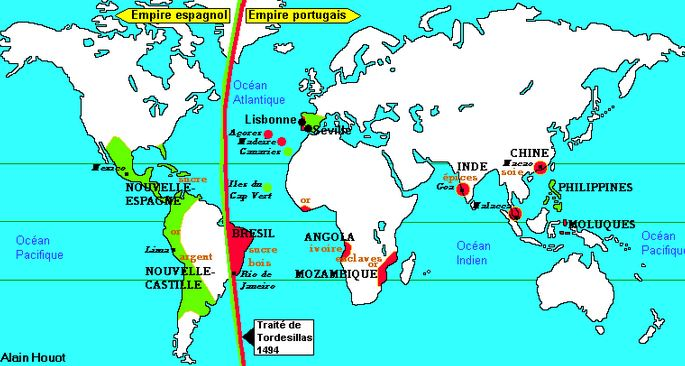 Empire espagnol
Empire portugais
Océan
Atlantique
Lisbonne
Séville
Açores
Madeire
Canaries
CHINE
Macao
soie
INDE
épices
Goa
Mexico
sucre
NOUVELLE-
ESPAGNE
Iles du
Cap Vert
or
PHILIPPINES
Malacca
MOLUQUES
BRESIL
or
Lima
argent
sucre
bois
ANGOLA
ivoire
esclaves
or
MOZAMBIQUE
Océan
Pacifique
Océan
Indien
Océan
Pacifique
NOUVELLE-
CASTILLE
Rio de
Janeiro
Traité de
Tordesillas
1494
Alain Houot